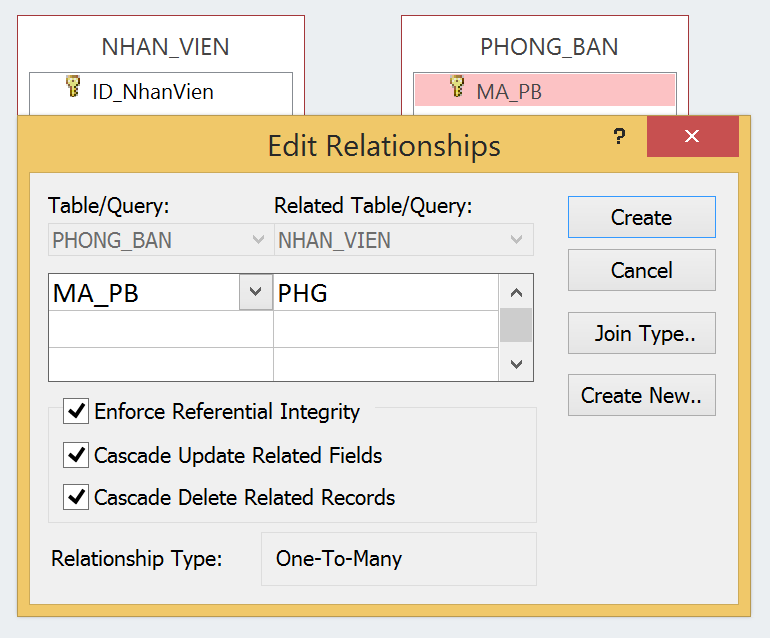 NHAN_VIEN
PHONG_BAN
ID_NhanVien
MA_PB
Edit Relationships
?
Table/Query:
Related Table/Query:
PHONG_BAN
NHAN_VIEN
Create
Cancel
MA_PB
PHG
Join Type..
Create New..
Enforce Referential Integrity
Cascade Update Related Fields
Cascade Delete Related Records
Relationship Type:
One-To-Many